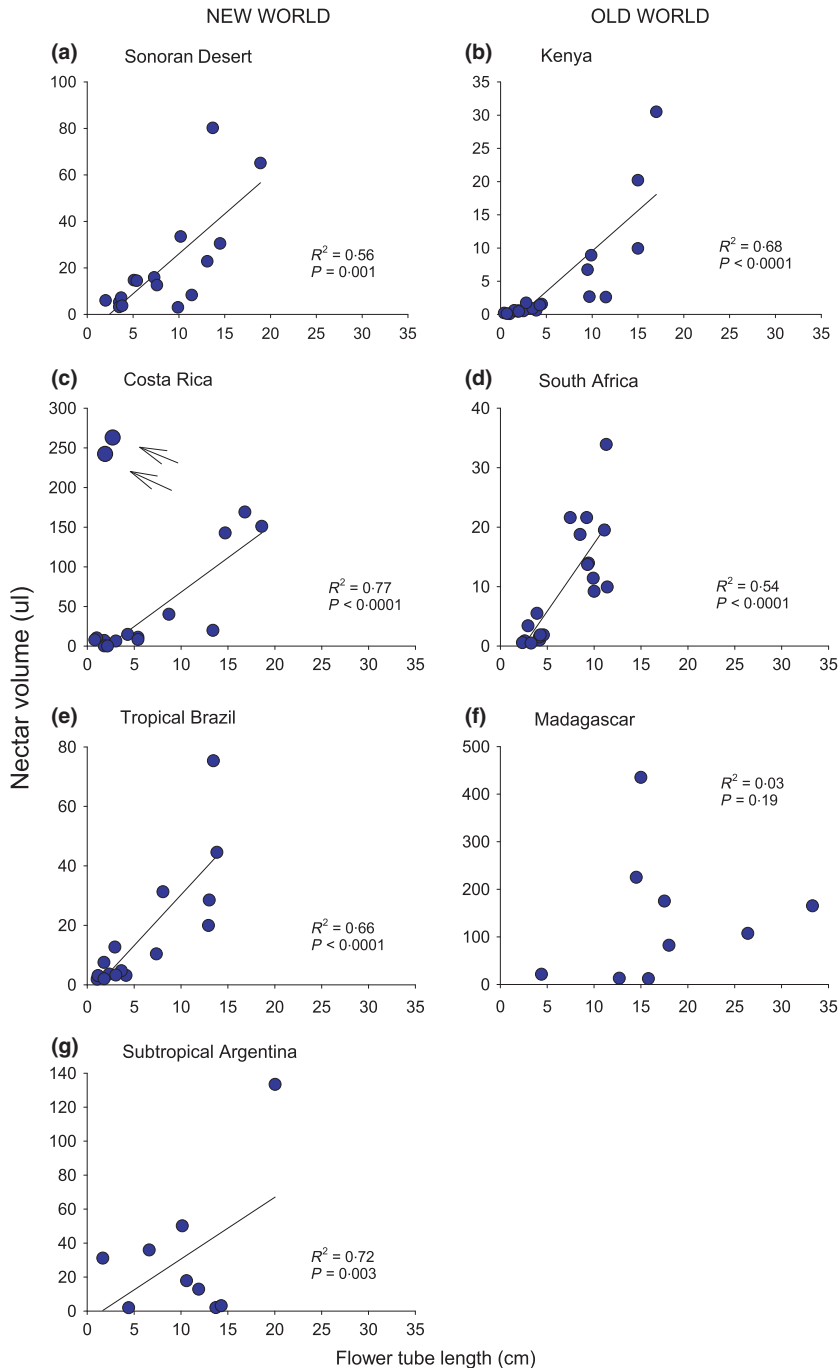 NEW WORLD
OLD WORLD
(a)
Sonoran Desert
100
80
60
40
20
0
0 5 10 15 20 25 30 35
R² = 0·56
P = 0·001
(b)
Kenya
35
30
25
20
15
10
5
0
0 5 10 15 20 25 30 35
R² = 0·68
P < 0·0001
(c)
Costa Rica
300
250
200
150
100
50
0
0 5 10 15 20 25 30 35
R² = 0·77
P < 0·0001
(d)
South Africa
40
30
20
10
0
0 5 10 15 20 25 30 35
R² = 0·54
P < 0·0001
Nectar volume (ul)
(e)
Tropical Brazil
80
60
40
20
0
0 5 10 15 20 25 30 35
R² = 0·66
P < 0·0001
(f)
Madagascar
500
400
300
200
100
0
0 5 10 15 20 25 30 35
R² = 0·03
P = 0·19
(g)
Subtropical Argentina
140
120
100
80
60
40
20
0
0 5 10 15 20 25 30 35
R² = 0·72
P = 0·003
Flower tube length (cm)